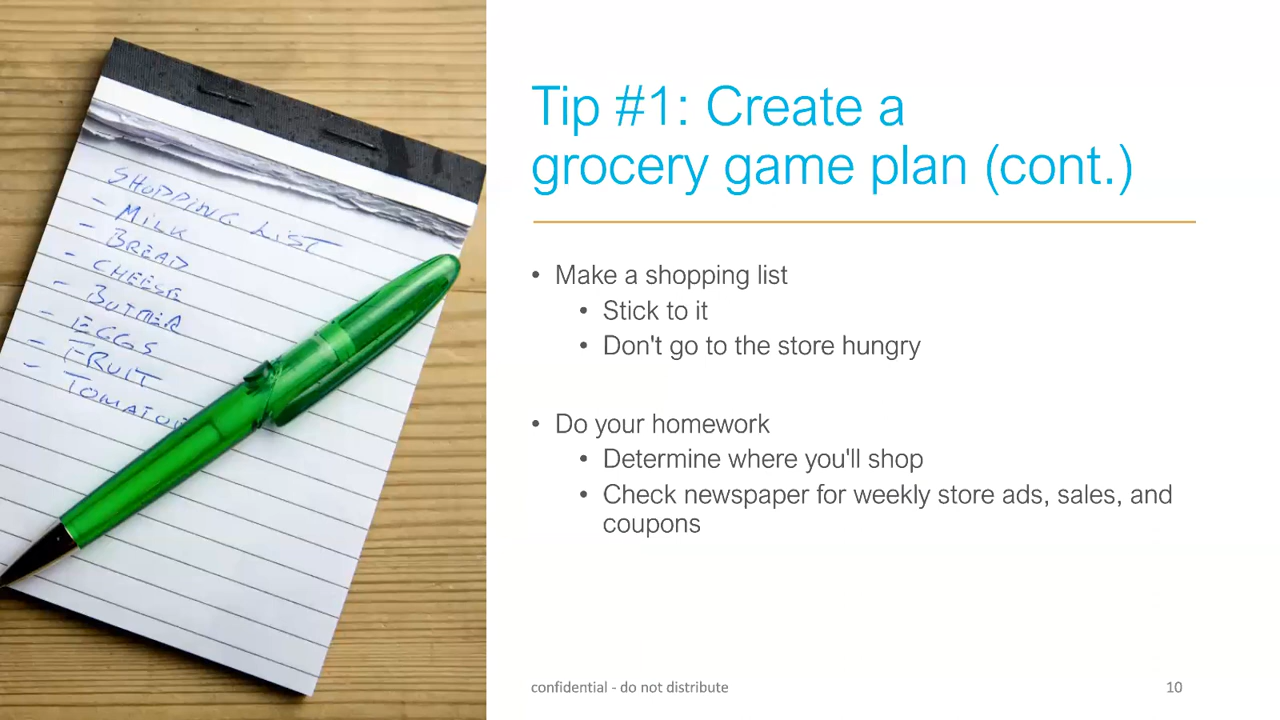 SHOPPING LIST
- MILK
- BREAD
- CHEESE
- BUTTER
- EGGS
- FRUIT
- TOMATOE
Tip #1: Create a
grocery game plan (cont.)
• Make a shopping list
• Stick to it
• Don't go to the store hungry
• Do your homework
• Determine where you'll shop
• Check newspaper for weekly store ads, sales, and
coupons
confidential - do not distribute
10